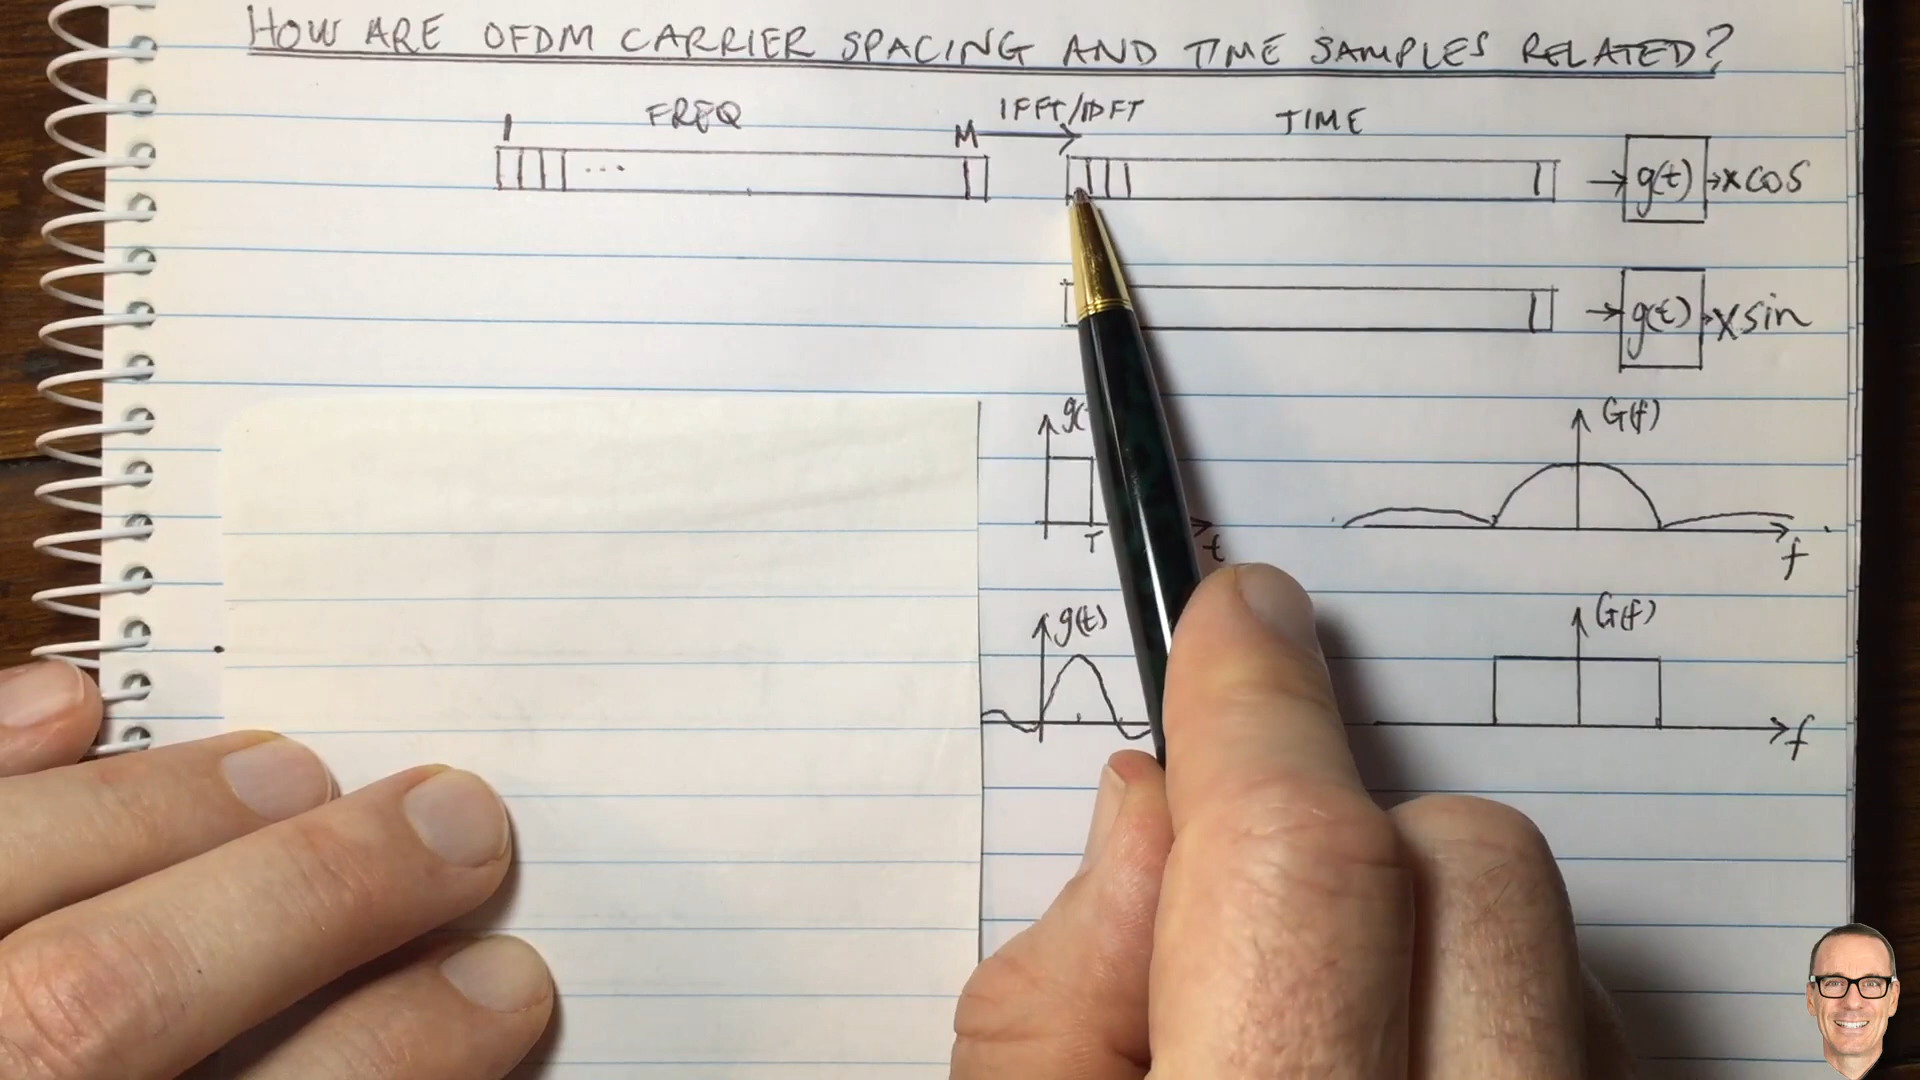 HOW ARE OFDM CARRIER SPACING AND TIME SAMPLES RELATED?
1 FREQ M IFFT/IDFT TIME
... g(t) x cos
g(t) x sin
g( G(f)
T t f
g(t) G(f)
f